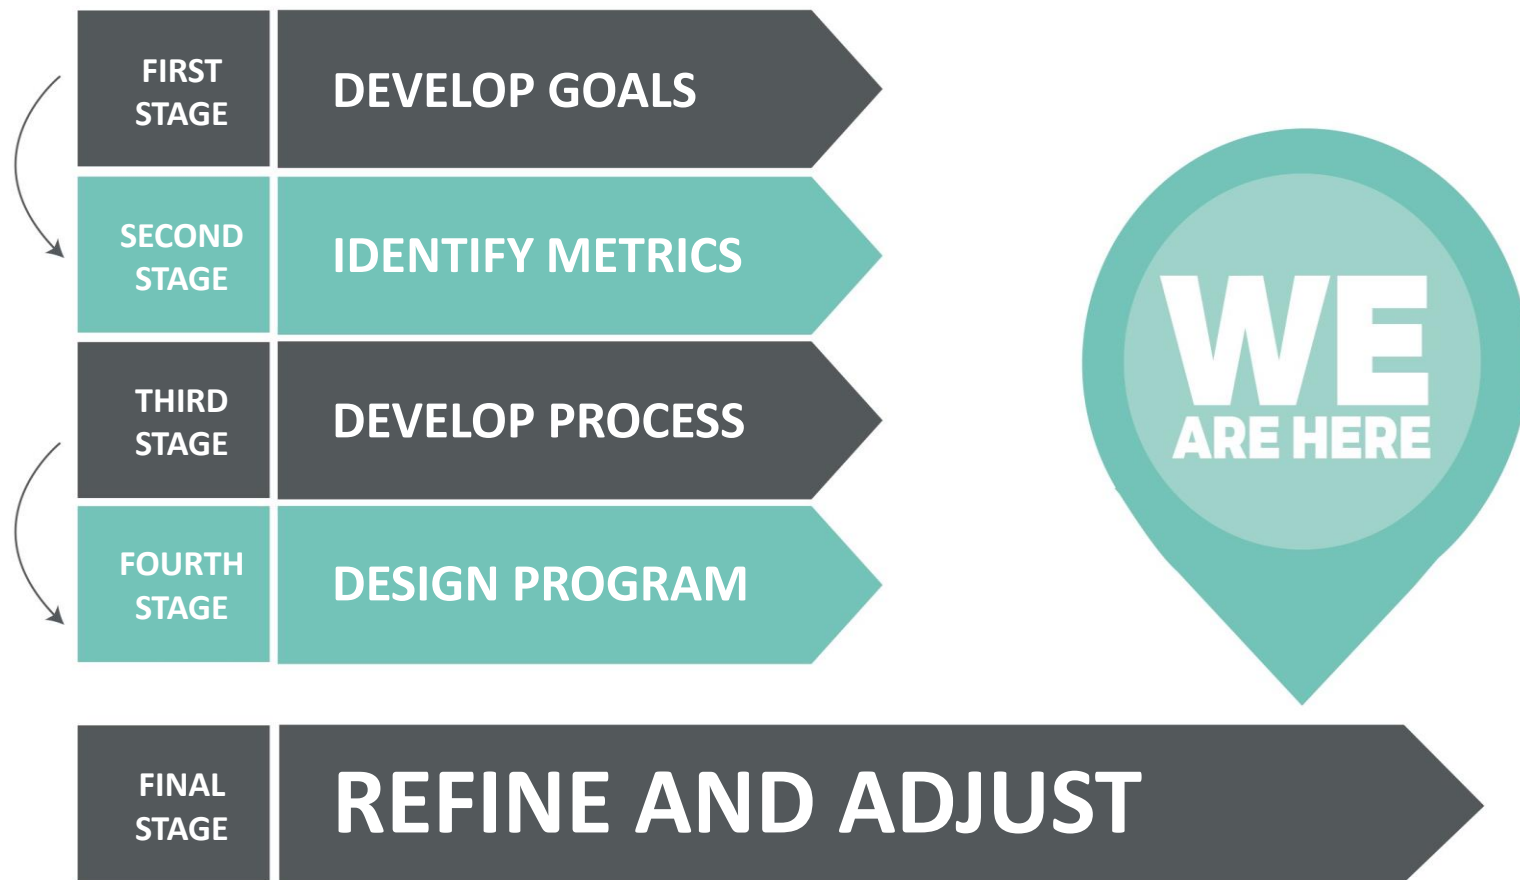 FIRST
STAGE
DEVELOP GOALS
SECOND
STAGE
IDENTIFY METRICS
THIRD
STAGE
DEVELOP PROCESS
FOURTH
STAGE
DESIGN PROGRAM
WE
ARE HERE
FINAL
STAGE
REFINE AND ADJUST